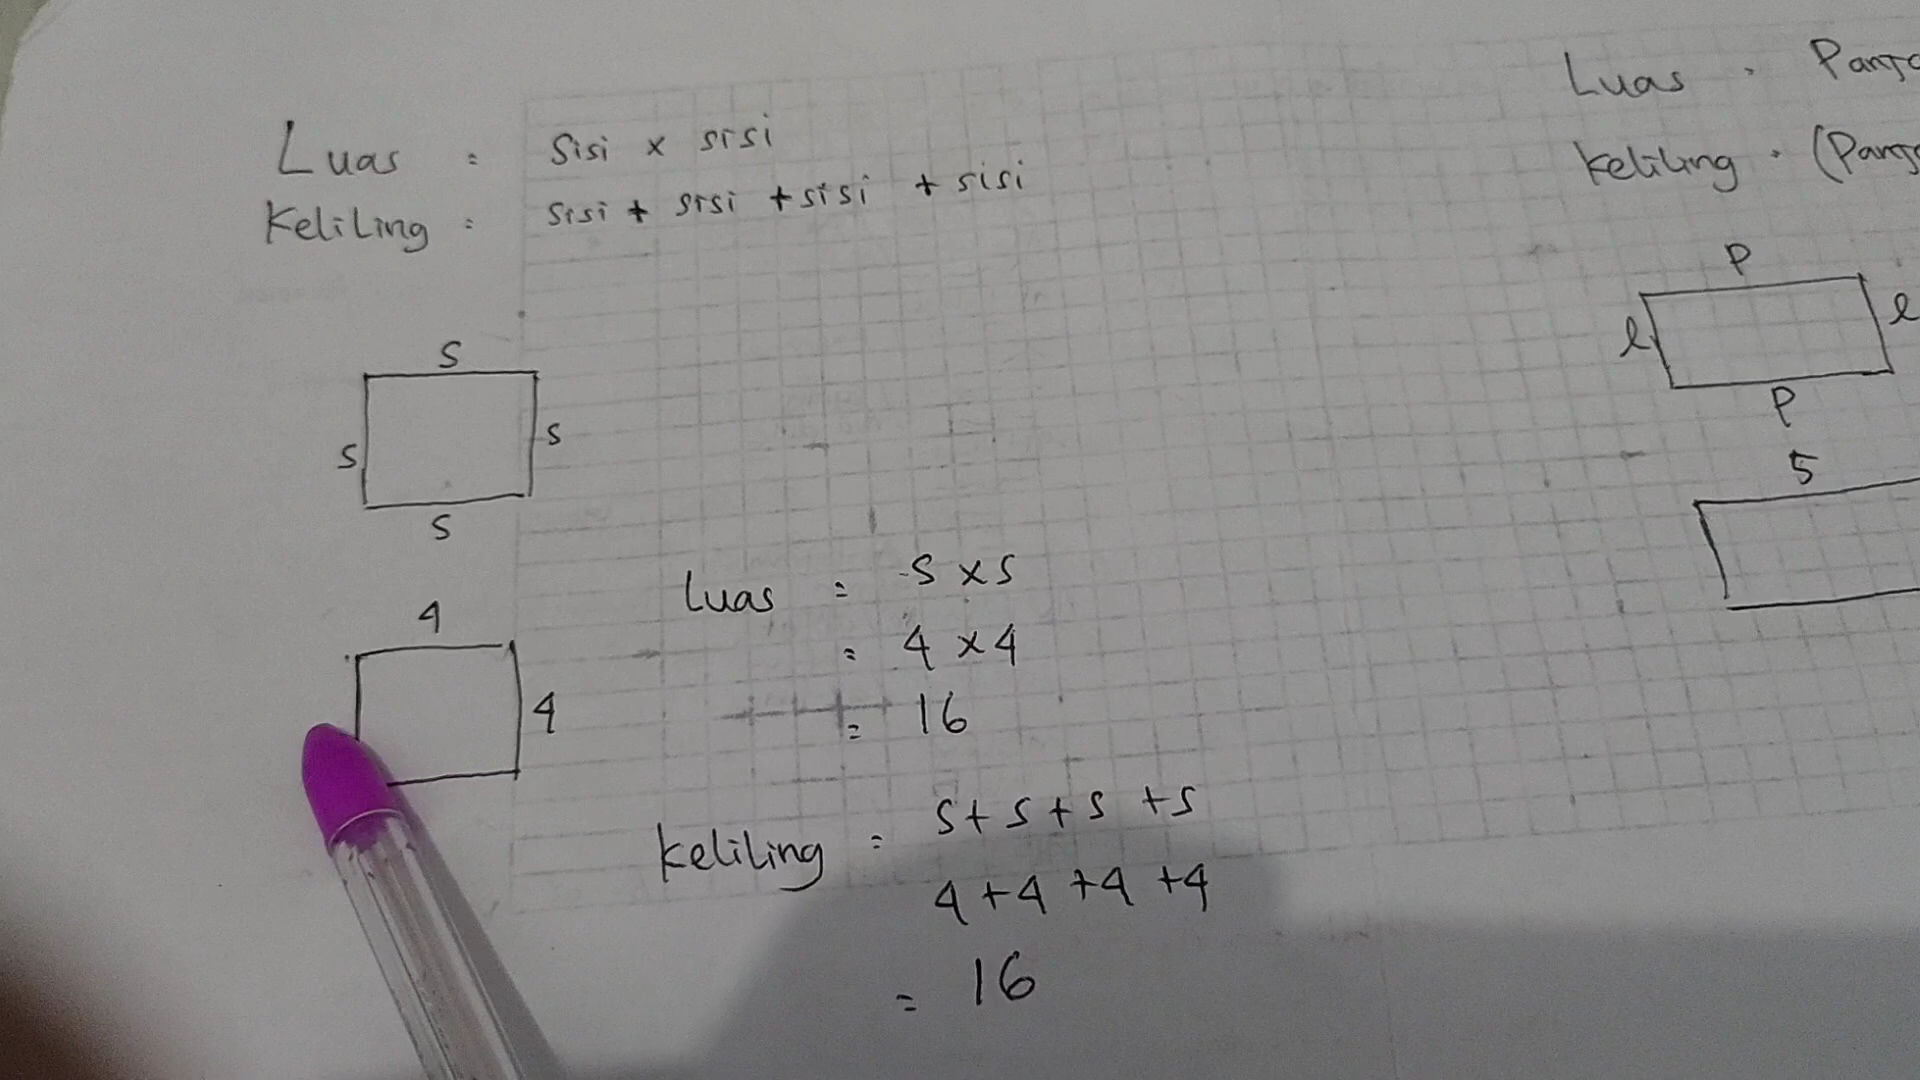 Luas = sisi x sisi
Keliling = sisi + sisi + sisi + sisi
s
s
s
s
4
4
Luas = s x s
= 4 x 4
= 16
Keliling = s + s + s + s
4 + 4 + 4 + 4
= 16
Luas
Keliling
P
l
l
P
5